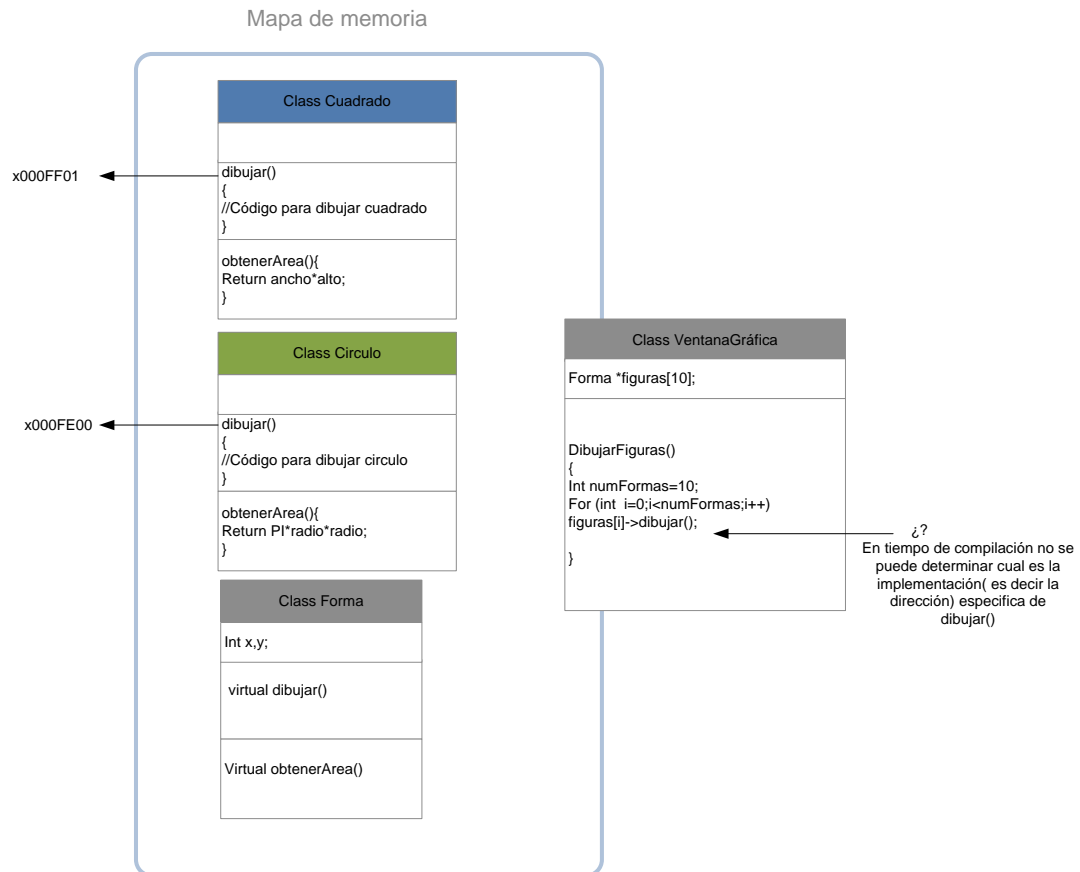 Mapa de memoria
Class Cuadrado
x000FF01
dibujar()
{
//Código para dibujar cuadrado
}
obtenerArea(){
Return ancho*alto;
}
Class Circulo
x000FE00
dibujar()
{
//Código para dibujar circulo
}
obtenerArea(){
Return PI*radio*radio;
}
Class Forma
Int x,y;
virtual dibujar()
Virtual obtenerArea()
Class VentanaGráfica
Forma *figuras[10];
DibujarFiguras()
{
Int numFormas=10;
For (int i=0;i<numFormas;i++)
figuras[i]->dibujar();
}
¿?
En tiempo de compilación no se
puede determinar cual es la
implementación( es decir la
dirección) especifica de
dibujar()